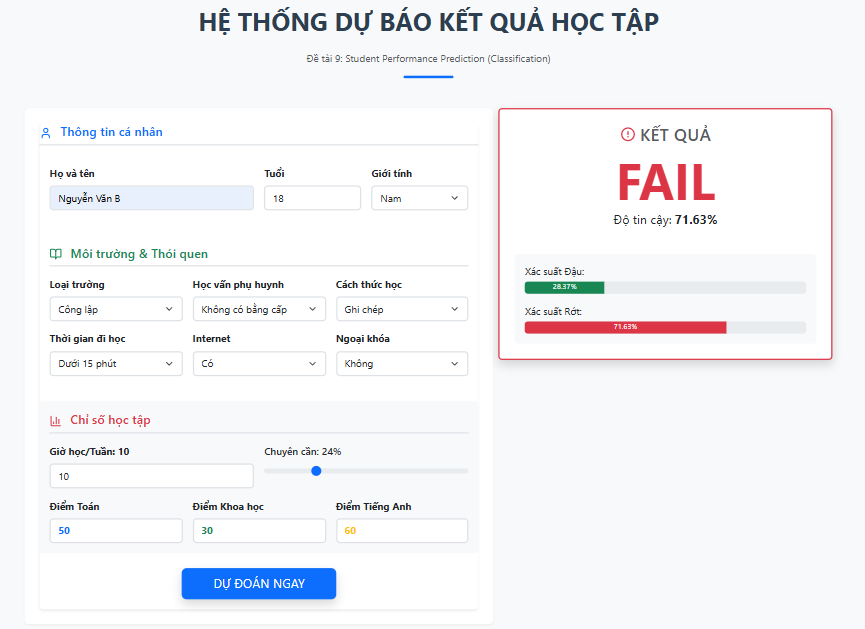 HỆ THỐNG DỰ BÁO KẾT QUẢ HỌC TẬP
Đề tài 9: Student Performance Prediction (Classification)
Thông tin cá nhân
Họ và tên
Tuổi
Giới tính
Nguyễn Văn B
18
Nam
Môi trường & Thói quen
Loại trường
Học vấn phụ huynh
Cách thức học
Công lập
Không có bằng cấp
Ghi chép
Thời gian đi học
Internet
Ngoại khóa
Dưới 15 phút
Có
Không
Chỉ số học tập
Giờ học/Tuần: 10
Chuyên cần: 24%
10
Điểm Toán
Điểm Khoa học
Điểm Tiếng Anh
50
30
60
DỰ ĐOÁN NGAY
KẾT QUẢ
FAIL
Độ tin cậy: 71.63%
Xác suất Đậu:
28.37%
Xác suất Rớt:
71.63%